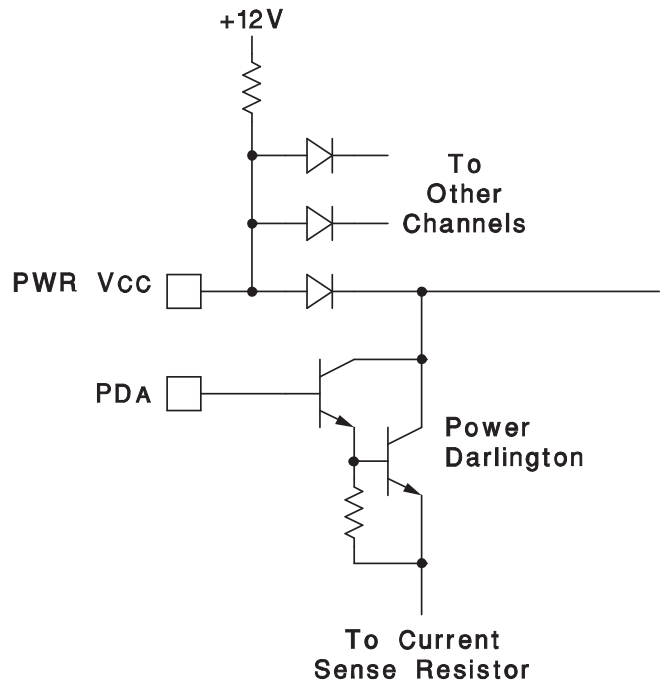 +12V
To
Other
Channels
PWR VCC
PDA
Power
Darlington
To Current
Sense Resistor